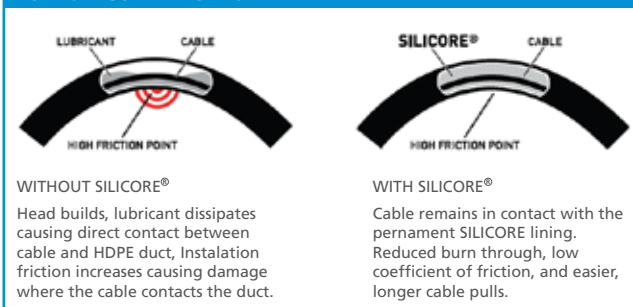 LUBRICANT
CABLE
HIGH FRICTION POINT
WITHOUT SILICORE®
Head builds, lubricant dissipates
causing direct contact between
cable and HDPE duct, Instalation
friction increases causing damage
where the cable contacts the duct.
SILICORE®
CABLE
HIGH FRICTION POINT
WITH SILICORE®
Cable remains in contact with the
pernament SILICORE lining.
Reduced burn through, low
coefficient of friction, and easier,
longer cable pulls.